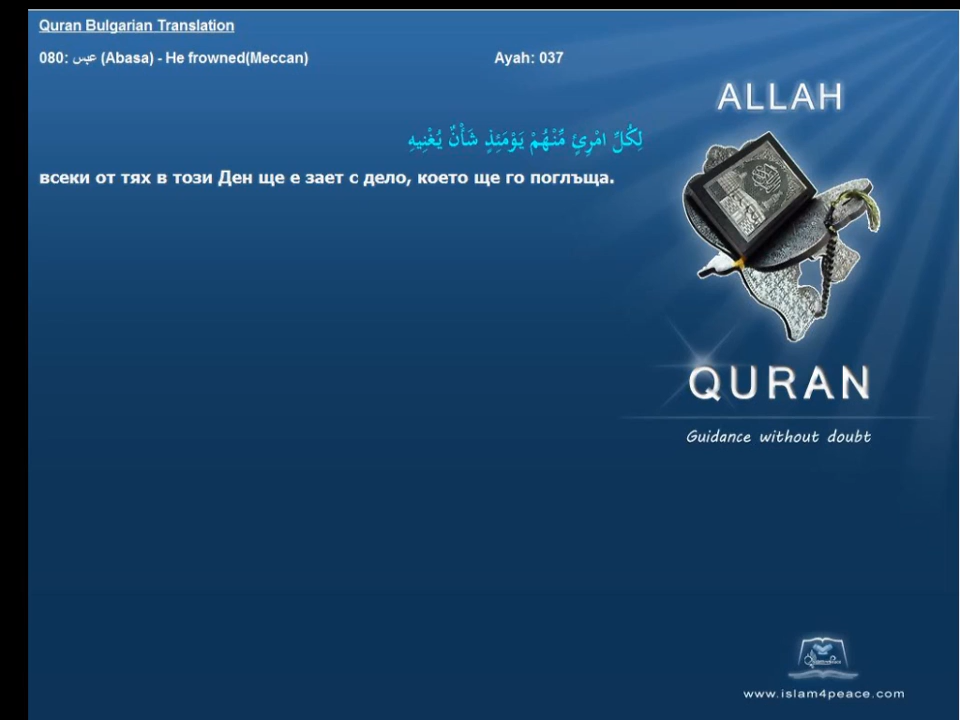 Quran Bulgarian Translation
080: عبس (Abasa) - He frowned(Meccan) Ayah: 037
لِكُلِّ امْرِئٍ مِّنْهُمْ يَوْمَئِذٍ شَأْنٌ يُغْنِيهِ
всеки от тях в този Ден ще е зает с дело, което ще го поглъща.
ALLAH
QURAN
Guidance without doubt
www.islam4peace.com